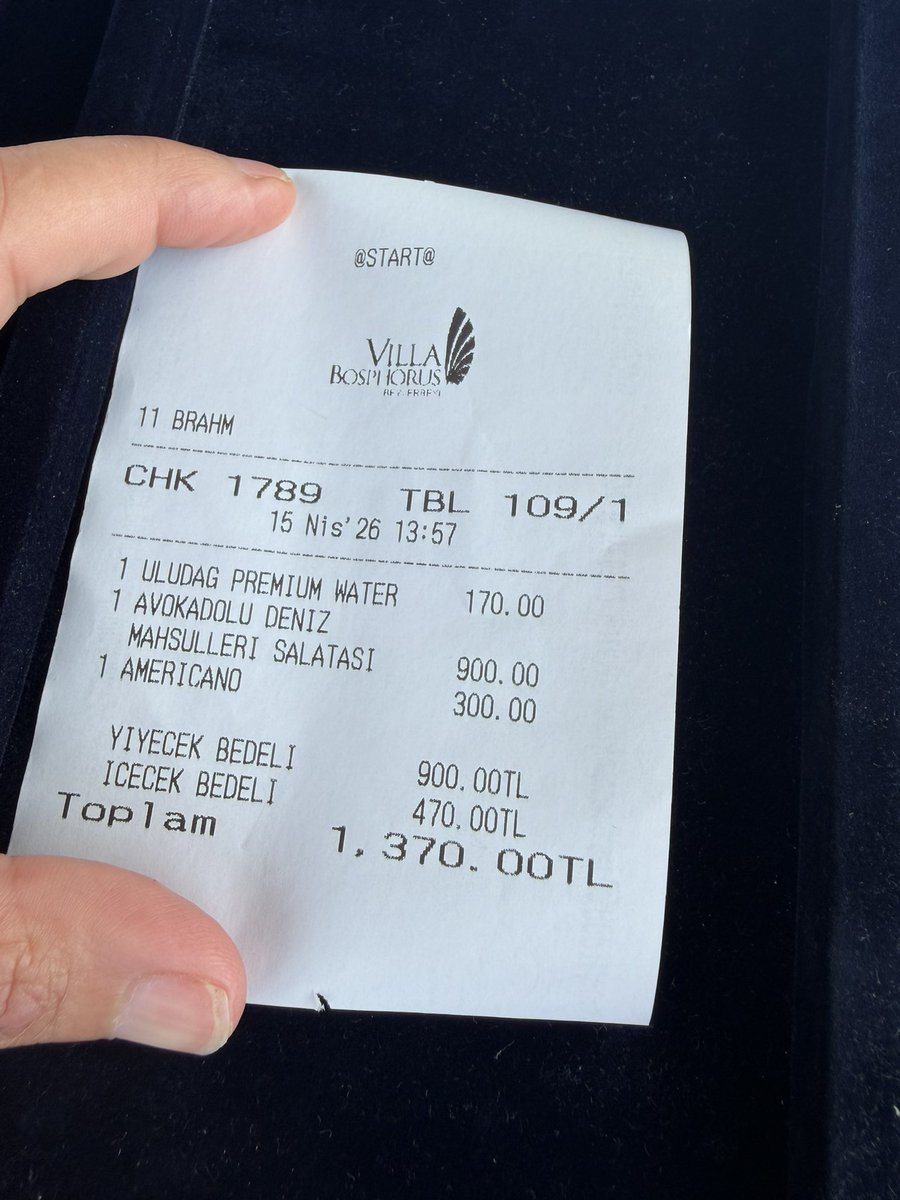 @START@
VILLA
BOSPHORUS
BEYLERBEYI
11 BRAHM
CHK 1789 TBL 109/1
15 Nis'26 13:57
1 ULUDAG PREMIUM WATER 170.00
1 AVOKADOLU DENIZ
MAHSULLERI SALATASI 900.00
1 AMERICANO 300.00
YIYECEK BEDELI 900.00TL
ICECEK BEDELI 470.00TL
Toplam 1,370.00TL